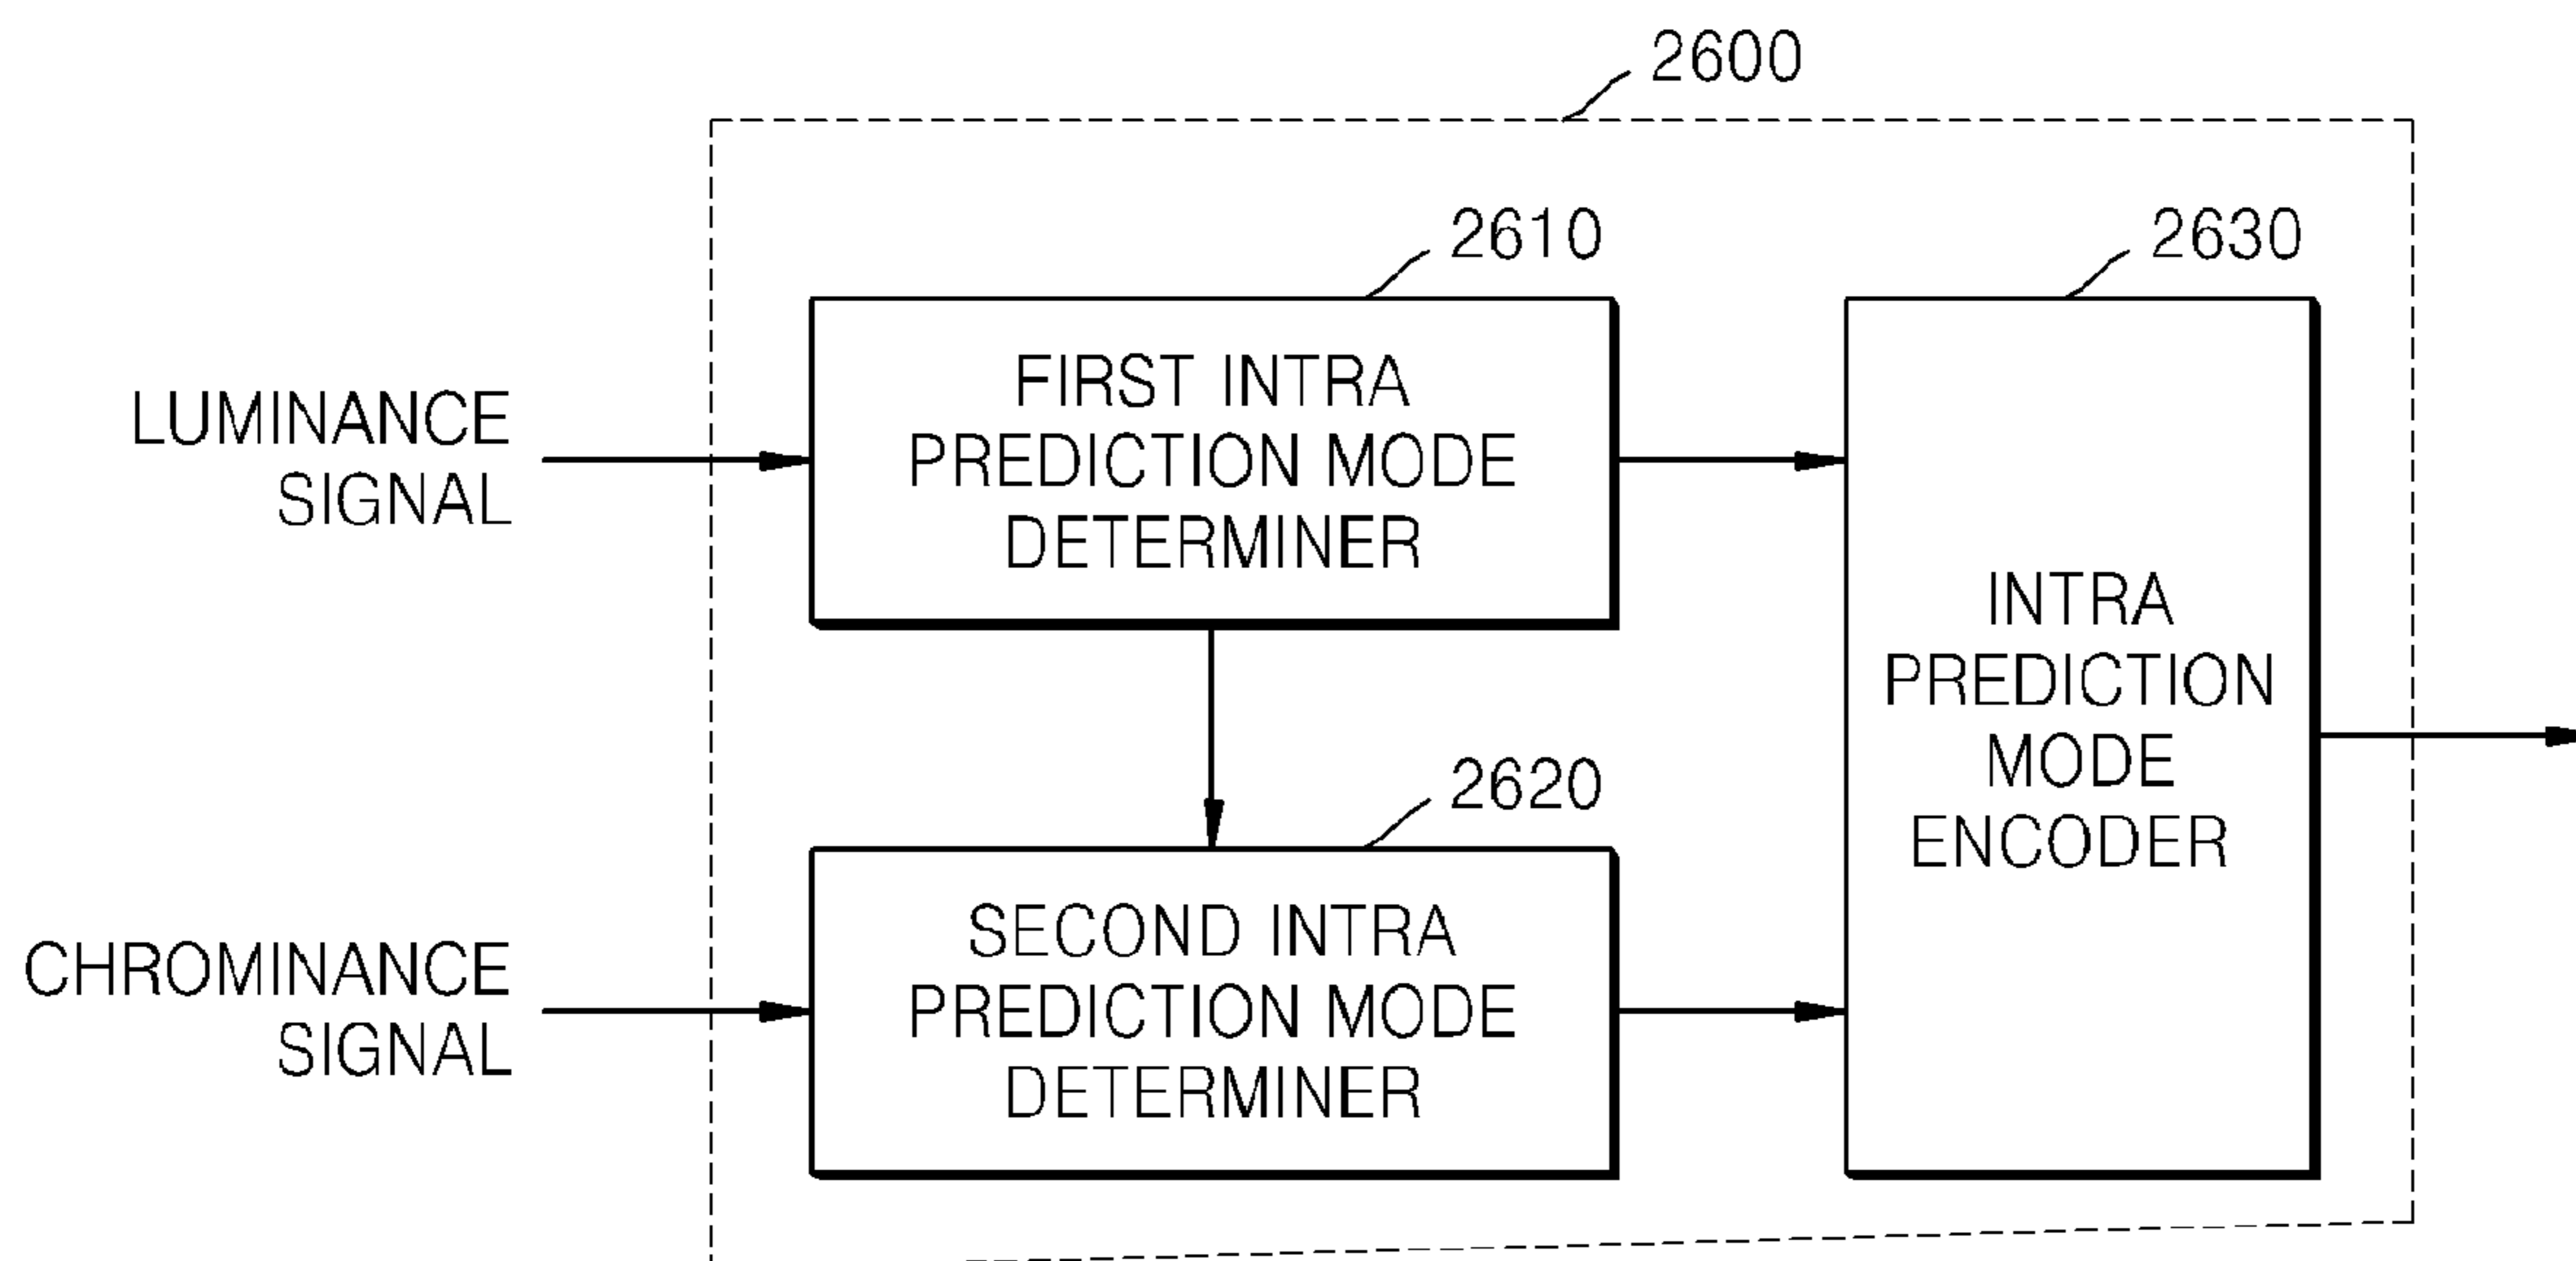 2600
2610
2630
FIRST INTRA
PREDICTION MODE
DETERMINER
LUMINANCE
SIGNAL
INTRA
PREDICTION
MODE
ENCODER
2620
SECOND INTRA
PREDICTION MODE
DETERMINER
CHROMINANCE
SIGNAL